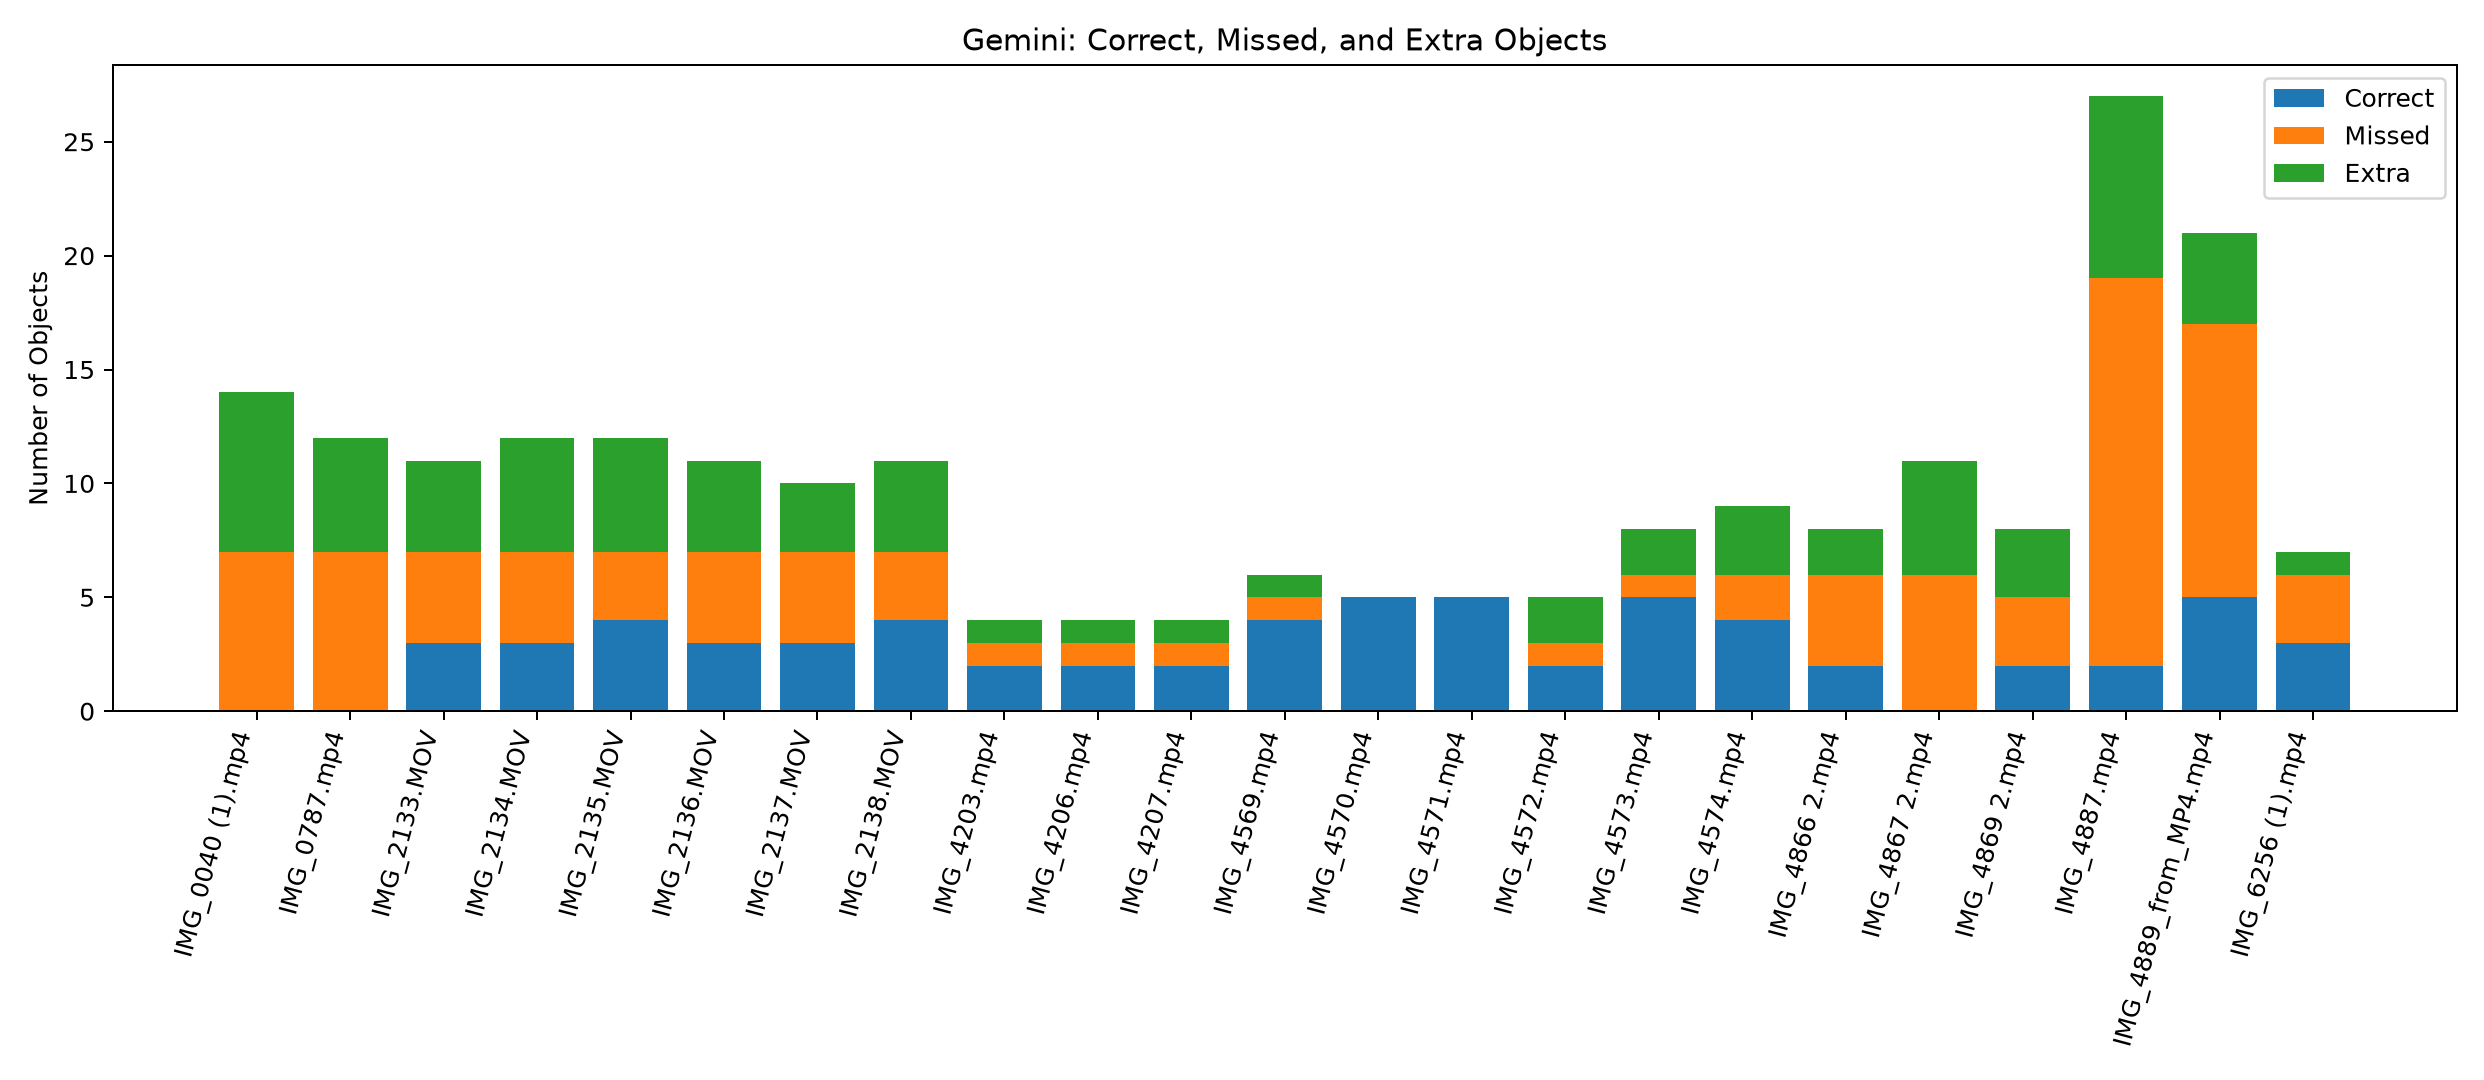 Gemini: Correct, Missed, and Extra Objects
Correct
Missed
Extra
Number of Objects
25
20
15
10
5
0
IMG_0040 (1).mp4
IMG_0787.mp4
IMG_2133.MOV
IMG_2134.MOV
IMG_2135.MOV
IMG_2136.MOV
IMG_2137.MOV
IMG_2138.MOV
IMG_4203.mp4
IMG_4206.mp4
IMG_4207.mp4
IMG_4569.mp4
IMG_4570.mp4
IMG_4571.mp4
IMG_4572.mp4
IMG_4573.mp4
IMG_4574.mp4
IMG_4866 2.mp4
IMG_4867 2.mp4
IMG_4869 2.mp4
IMG_4887.mp4
IMG_4889_from_MP4.mp4
IMG_6256 (1).mp4